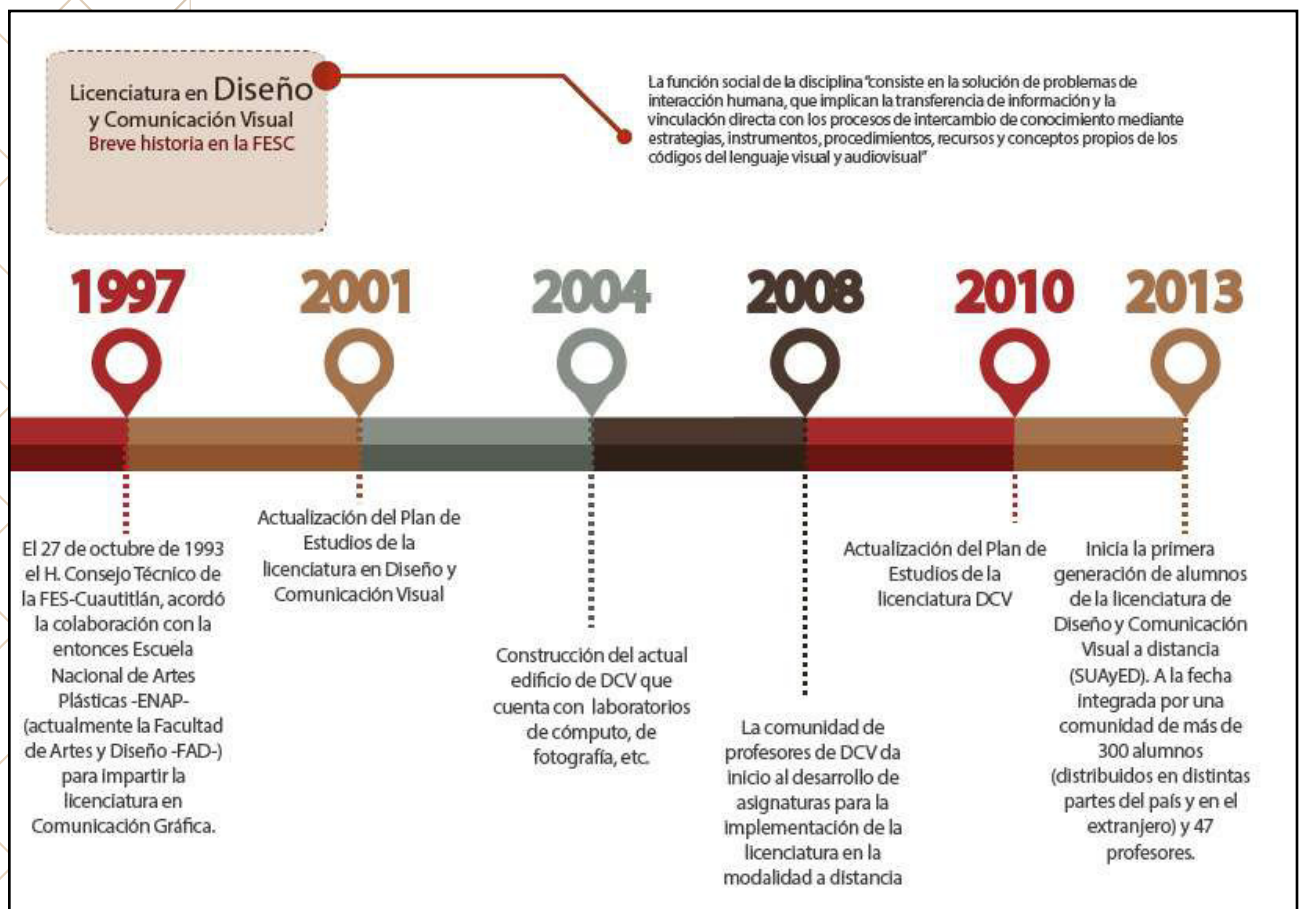 Licenciatura en Diseño
y Comunicación Visual
Breve historia en la FESC
La función social de la disciplina "consiste en la solución de problemas de
interacción humana, que implican la transferencia de información y la
vinculación directa con los procesos de intercambio de conocimiento mediante
estrategias, instrumentos, procedimientos, recursos y conceptos propios de los
códigos del lenguaje visual y audiovisual"
1997
2001
2004
2008
2010
2013
El 27 de octubre de 1993
el H. Consejo Técnico de
la FES-Cuautitlán, acordó
la colaboración con la
entonces Escuela
Nacional de Artes
Plásticas -ENAP-
(actualmente la Facultad
de Artes y Diseño -FAD-)
para impartir la
licenciatura en
Comunicación Gráfica.
Actualización del Plan de
Estudios de la
licenciatura en Diseño y
Comunicación Visual
Construcción del actual
edificio de DCV que
cuenta con laboratorios
de cómputo, de
fotografía, etc.
La comunidad de
profesores de DCV da
inicio al desarrollo de
asignaturas para la
implementación de la
licenciatura en la
modalidad a distancia
Actualización del Plan de
Estudios de la
licenciatura DCV
Inicia la primera
generación de alumnos
de la licenciatura de
Diseño y Comunicación
Visual a distancia
(SUAyED). A la fecha
integrada por una
comunidad de más de
300 alumnos
(distribuidos en distintas
partes del país y en el
extranjero) y 47
profesores.